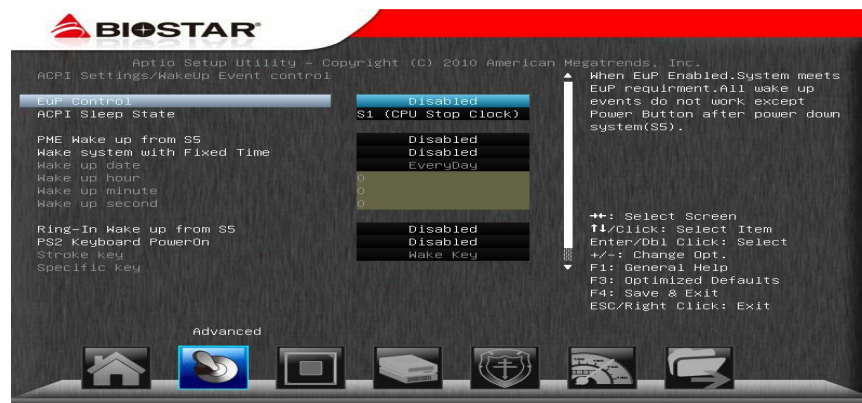 BIOSTAR
Aptio Setup Utility – Copyright (C) 2010 American Megatrends, Inc.
ACPI Settings/WakeUp Event control
EuP Control Disabled
ACPI Sleep State S1 (CPU Stop Clock)
PME Wake up from S5 Disabled
Wake system with Fixed Time Disabled
Wake up date EveryDay
Wake up hour 0
Wake up minute 0
Wake up second 0
Ring-In Wake up from S5 Disabled
PS2 Keyboard PowerOn Disabled
Stroke key Wake Key
Specific key
When EuP Enabled.System meets
EuP requirment.All wake up
events do not work except
Power Button after power down
system(S5).
→←: Select Screen
↑↓/Click: Select Item
Enter/Dbl Click: Select
+/-: Change Opt.
F1: General Help
F3: Optimized Defaults
F4: Save & Exit
ESC/Right Click: Exit
Advanced